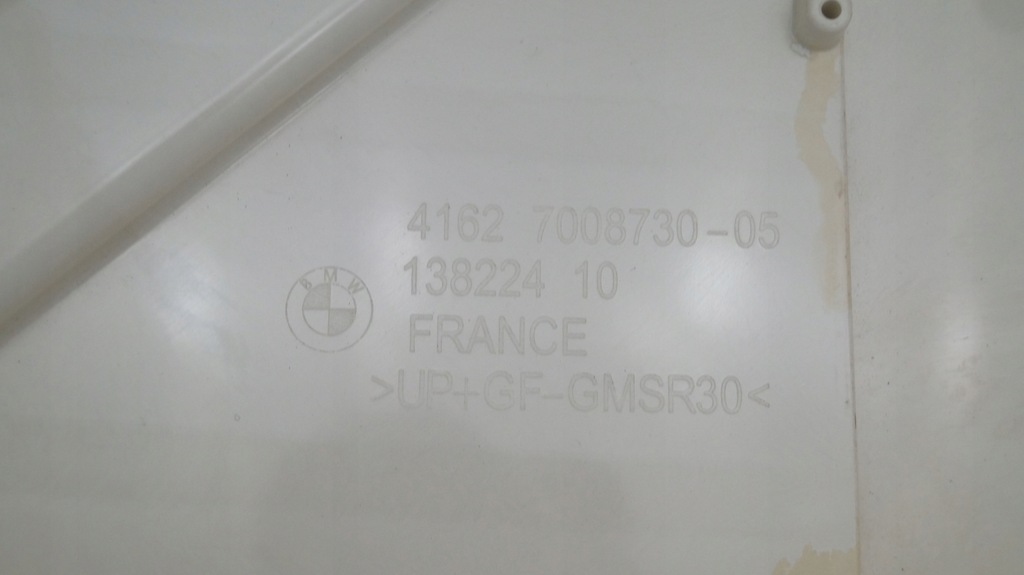 4162 7008730-05
138224 10
BMW
FRANCE
>UP+GF-GMSR30<